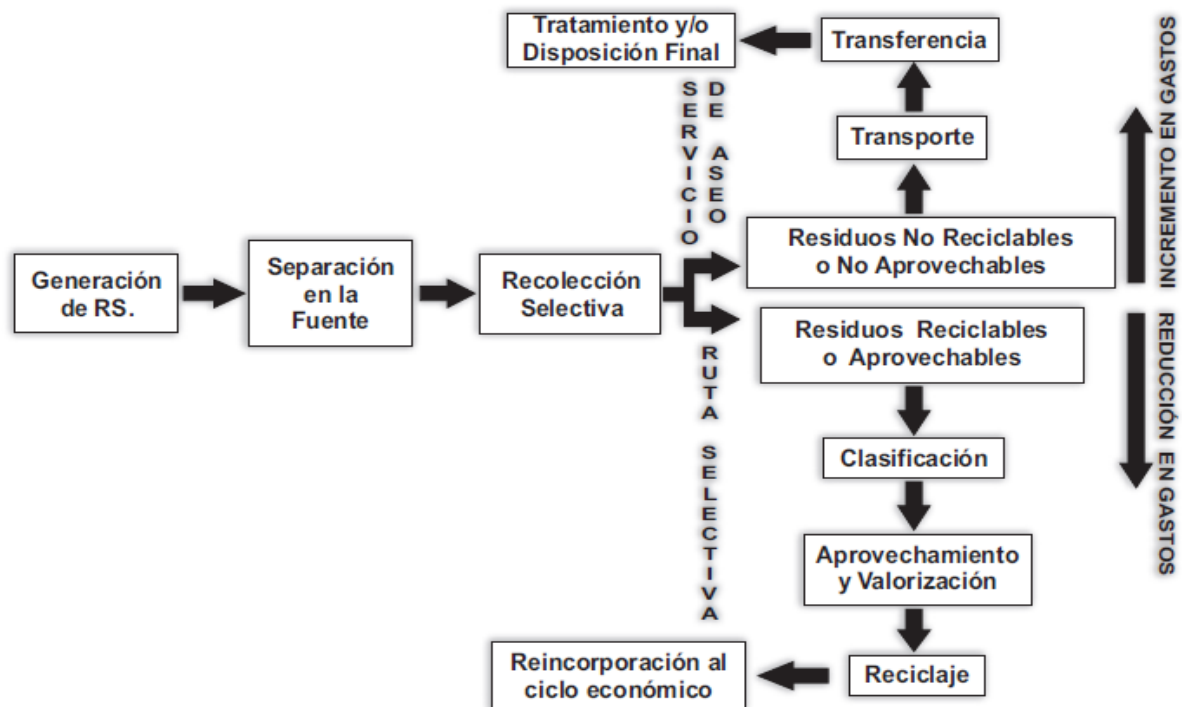 Tratamiento y/o
Disposición Final
Transferencia
Transporte
SERVICIO
DE ASEO
INCREMENTO EN GASTOS
Generación
de RS.
Separación
en la
Fuente
Recolección
Selectiva
Residuos No Reciclables
o No Aprovechables
Residuos Reciclables
o Aprovechables
RUTA SELECTIVA
REDUCCIÓN EN GASTOS
Clasificación
Aprovechamiento
y Valorización
Reciclaje
Reincorporación al
ciclo económico